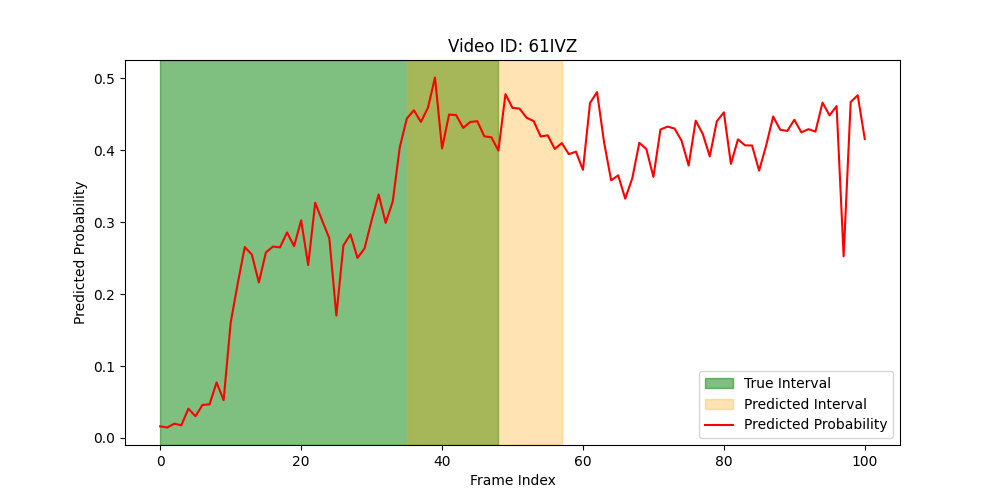 Video ID: 61IVZ
Predicted Probability
0.5
0.4
0.3
0.2
0.1
0.0
0
20
40
60
80
100
Frame Index
True Interval
Predicted Interval
Predicted Probability